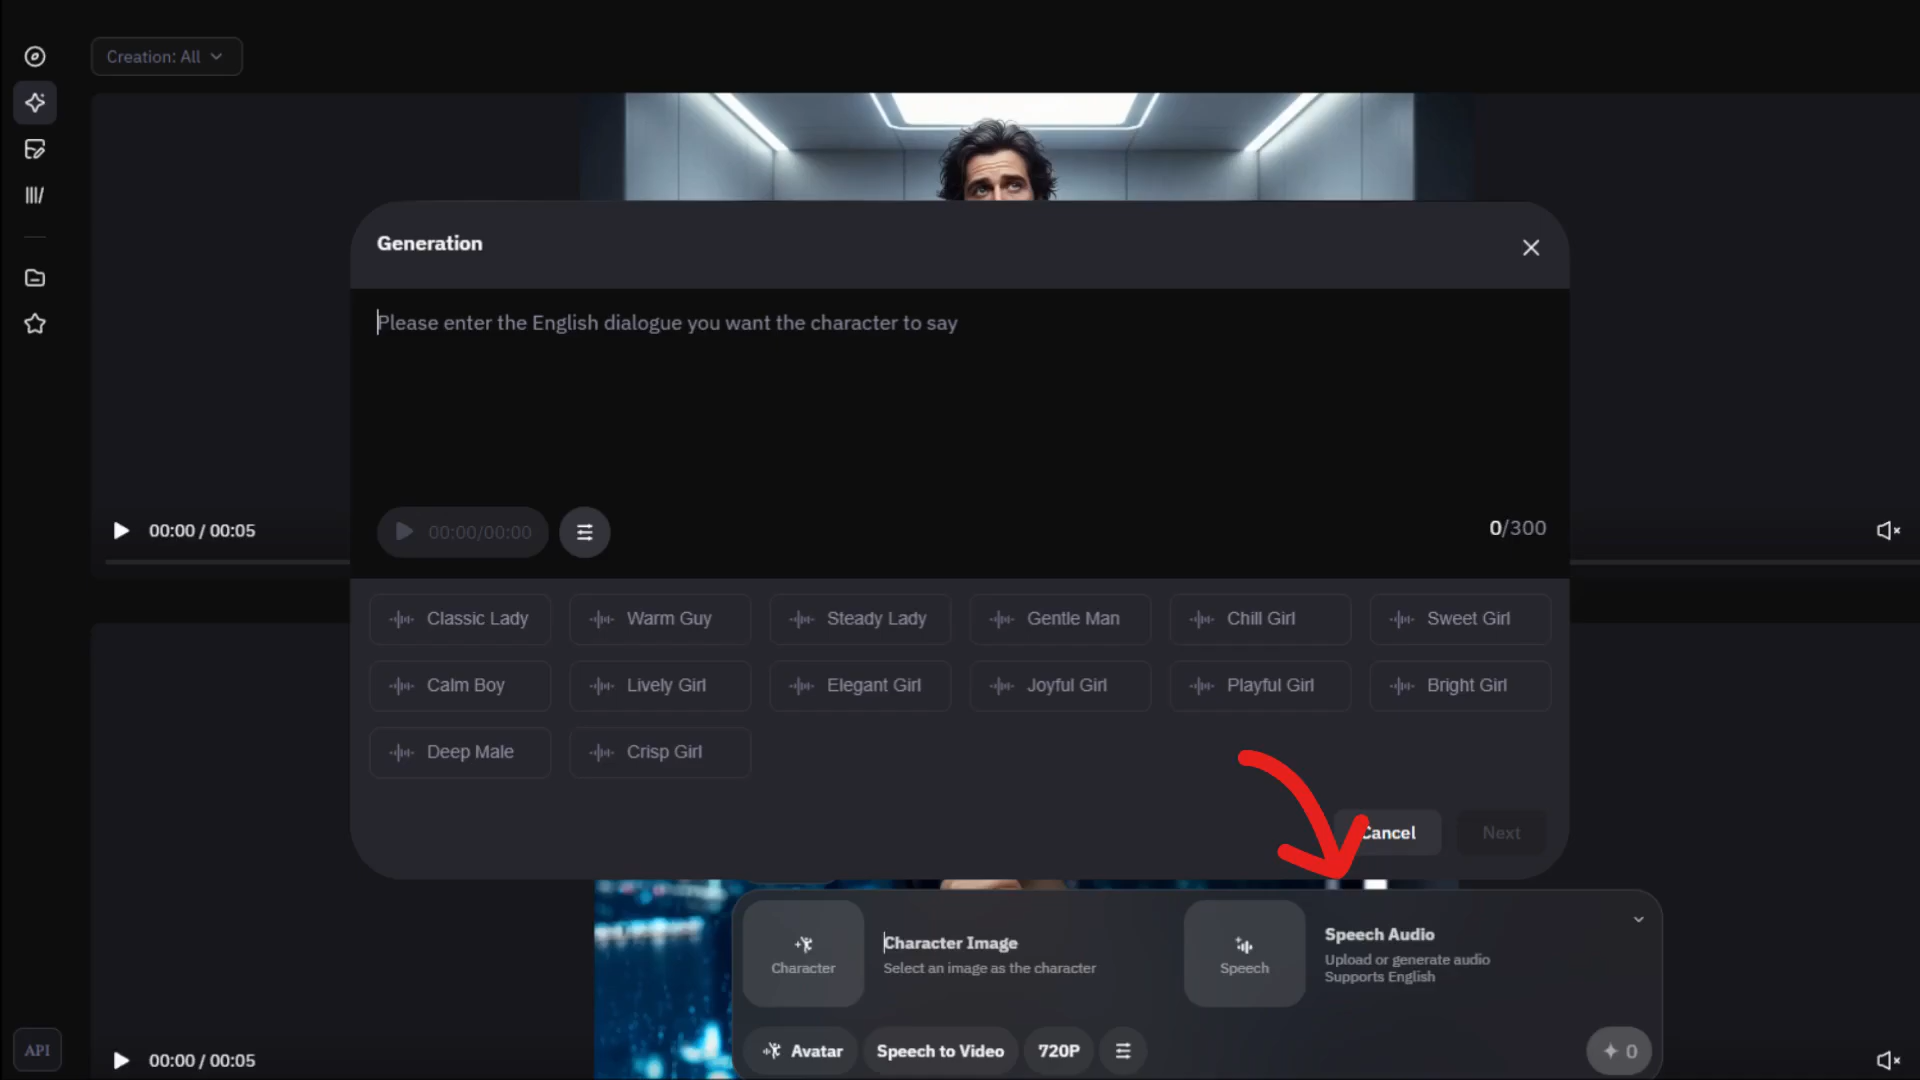 Creation: All
Generation
Please enter the English dialogue you want the character to say
00:00 / 00:05
00:00/00:00
0/300
Classic Lady
Warm Guy
Steady Lady
Gentle Man
Chill Girl
Sweet Girl
Calm Boy
Lively Girl
Elegant Girl
Joyful Girl
Playful Girl
Bright Girl
Deep Male
Crisp Girl
Cancel
Next
Character
Character Image
Select an image as the character
Speech
Speech Audio
Upload or generate audio
Supports English
API
00:00 / 00:05
Avatar
Speech to Video
720P
0